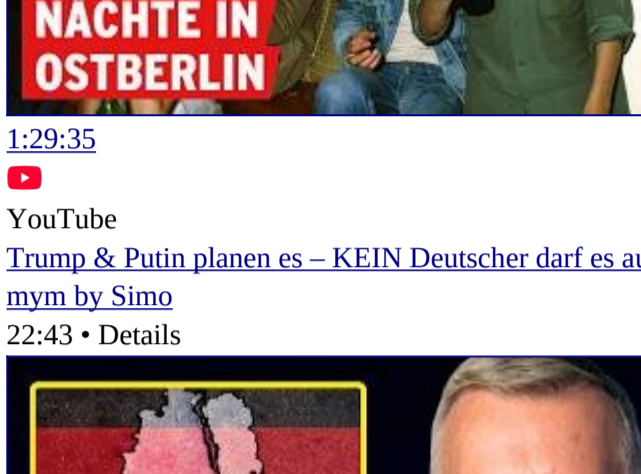 NÄCHTE IN
OSTBERLIN
1:29:35
YouTube
Trump & Putin planen es – KEIN Deutscher darf es
mym by Simo
22:43 • Details